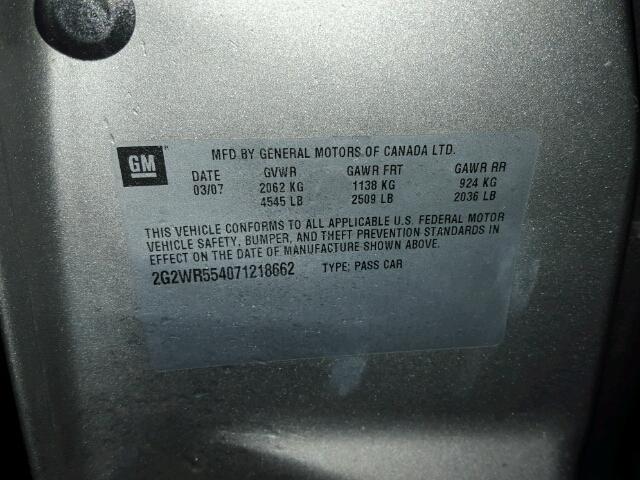 GM
MFD BY GENERAL MOTORS OF CANADA LTD.
DATE GVWR GAWR FRT GAWR RR
03/07 2062 KG 1138 KG 924 KG
4545 LB 2509 LB 2036 LB
THIS VEHICLE CONFORMS TO ALL APPLICABLE U.S. FEDERAL MOTOR
VEHICLE SAFETY, BUMPER, AND THEFT PREVENTION STANDARDS IN
EFFECT ON THE DATE OF MANUFACTURE SHOWN ABOVE.
2G2WR554071218662 TYPE; PASS CAR